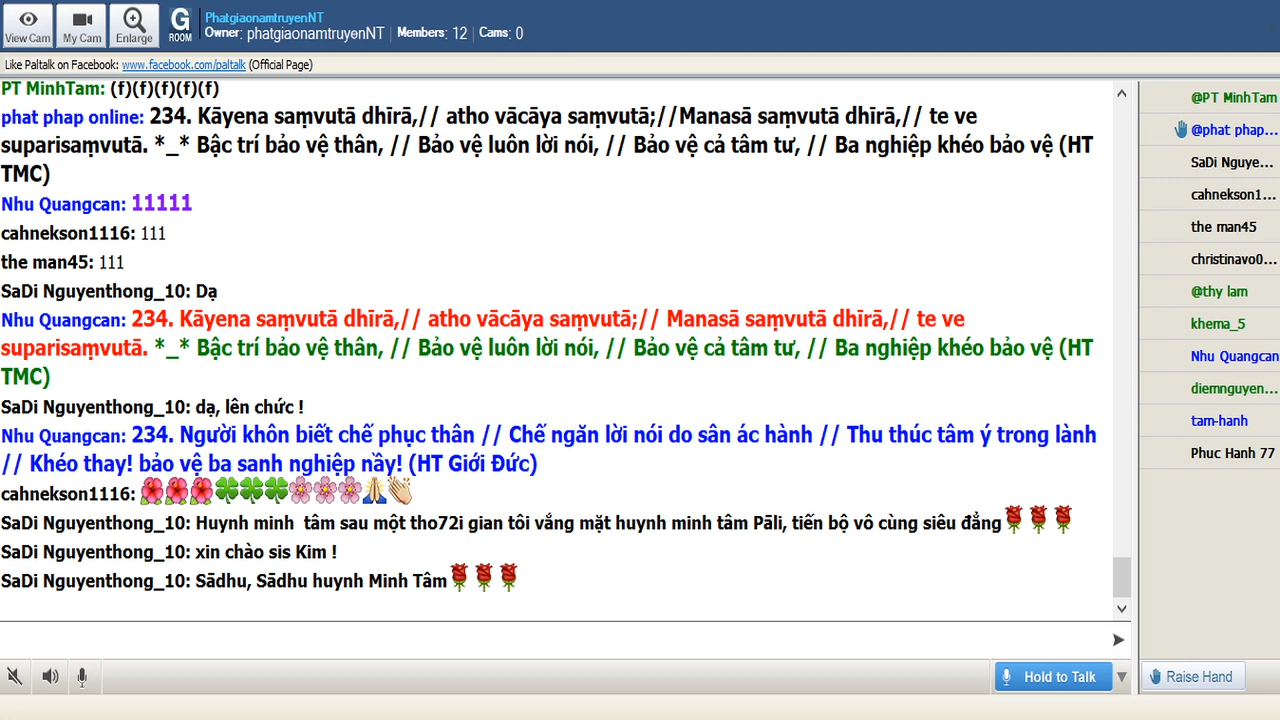 View Cam
My Cam
Enlarge
G
ROOM
PhatgiaonamtruyenNT
Owner: phatgiaonamtruyenNT | Members: 12 | Cams: 0
Like Paltalk on Facebook: www.facebook.com/paltalk (Official Page)
PT MinhTam: (f)(f)(f)(f)(f)
phat phap online: 234. Kāyena saṃvutā dhīrā,// atho vācāya saṃvutā;//Manasā saṃvutā dhīrā,// te ve
suparisaṃvutā. *_* Bậc trí bảo vệ thân, // Bảo vệ luôn lời nói, // Bảo vệ cả tâm tư, // Ba nghiệp khéo bảo vệ (HT
TMC)
Nhu Quangcan: 11111
cahnekson1116: 111
the man45: 111
SaDi Nguyenthong_10: Dạ
Nhu Quangcan: 234. Kāyena saṃvutā dhīrā,// atho vācāya saṃvutā;// Manasā saṃvutā dhīrā,// te ve
suparisaṃvutā. *_* Bậc trí bảo vệ thân, // Bảo vệ luôn lời nói, // Bảo vệ cả tâm tư, // Ba nghiệp khéo bảo vệ (HT
TMC)
SaDi Nguyenthong_10: dạ, lên chức !
Nhu Quangcan: 234. Người khôn biết chế phục thân // Chế ngăn lời nói do sân ác hành // Thu thúc tâm ý trong lành
// Khéo thay! bảo vệ ba sanh nghiệp nầy! (HT Giới Đức)
cahnekson1116: 🌺🌺🌺🍀🍀🍀🌸🌸🌸🙏👏
SaDi Nguyenthong_10: Huynh minh  tâm sau một tho72i gian tôi vắng mặt huynh minh tâm Pāli, tiến bộ vô cùng siêu đẳng🌹🌹🌹
SaDi Nguyenthong_10: xin chào sis Kim !
SaDi Nguyenthong_10: Sādhu, Sādhu huynh Minh Tâm🌹🌹🌹
@PT MinhTam
@phat phap...
SaDi Nguye...
cahnekson1...
the man45
christinavo0...
@thy lam
khema_5
Nhu Quangcan
diemnguyen...
tam-hanh
Phuc Hanh 77
Hold to Talk
Raise Hand